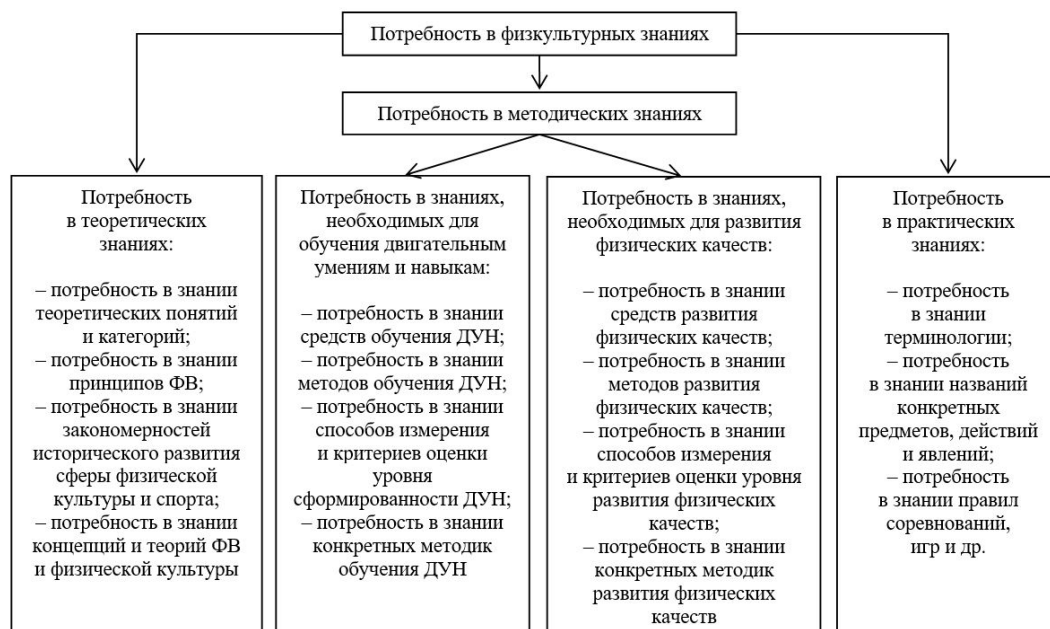 Потребность в физкультурных знаниях
Потребность в методических знаниях
Потребность
в теоретических
знаниях:
– потребность в знании
теоретических понятий
и категорий;
– потребность в знании
принципов ФВ;
– потребность в знании
закономерностей
исторического развития
сферы физической
культуры и спорта;
– потребность в знании
концепций и теорий ФВ
и физической культуры
Потребность в знаниях,
необходимых для
обучения двигательным
умениям и навыкам:
– потребность в знании
средств обучения ДУН;
– потребность в знании
методов обучения ДУН;
– потребность в знании
способов измерения
и критериев оценки
уровня
сформированности ДУН;
– потребность в знании
конкретных методик
обучения ДУН
Потребность в знаниях,
необходимых для развития
физических качеств:
– потребность в знании
средств развития
физических качеств;
– потребность в знании
методов развития
физических качеств;
– потребность в знании
способов измерения
и критериев оценки уровня
развития физических
качеств;
– потребность в знании
конкретных методик
развития физических
качеств
Потребность
в практических
знаниях:
– потребность
в знании
терминологии;
– потребность
в знании названий
конкретных
предметов, действий
и явлений;
– потребность
в знании правил
соревнований,
игр и др.